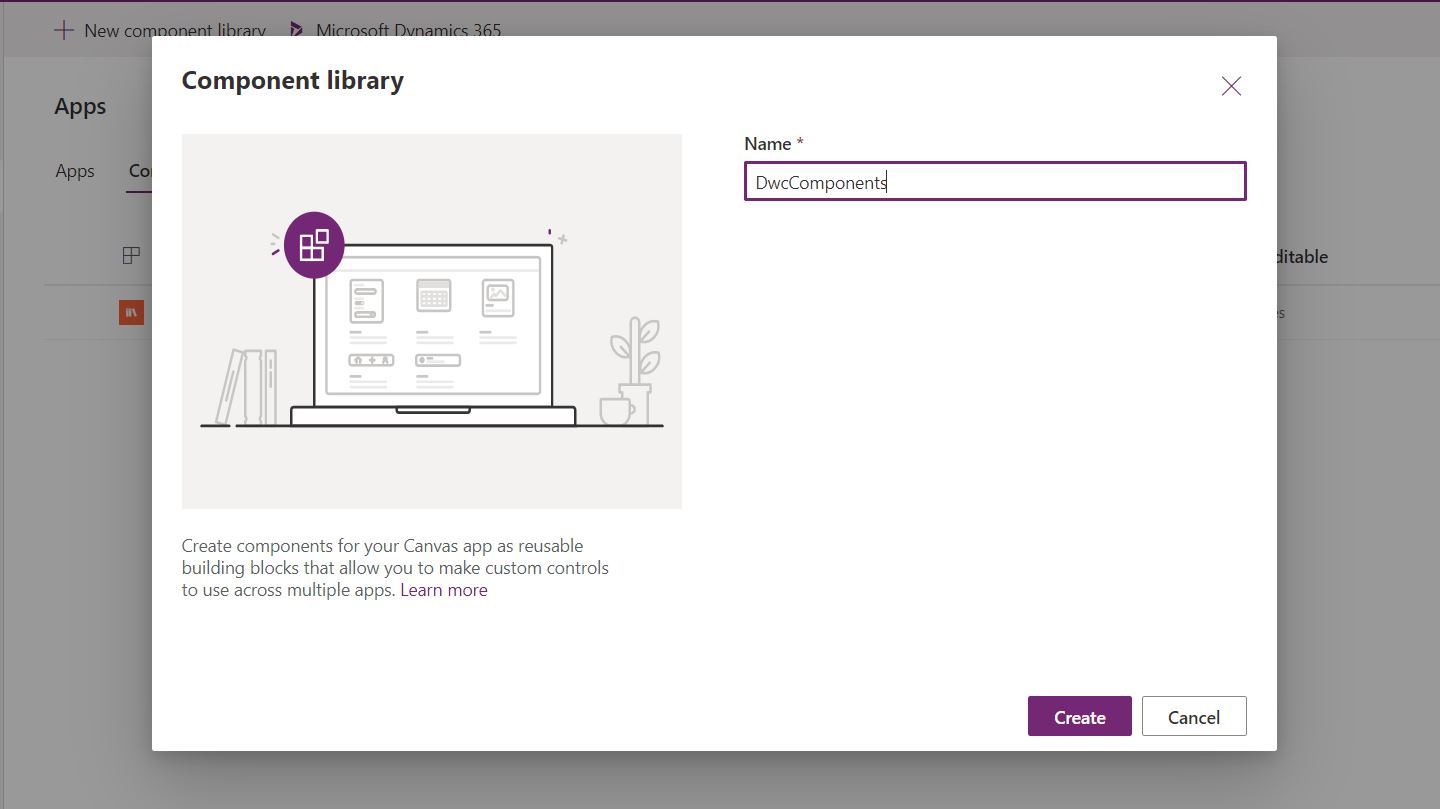 New component library Microsoft Dynamics 365
Component library
Apps
Name *
Apps
DwcComponents
Create components for your Canvas app as reusable
building blocks that allow you to make custom controls
to use across multiple apps. Learn more
Create Cancel